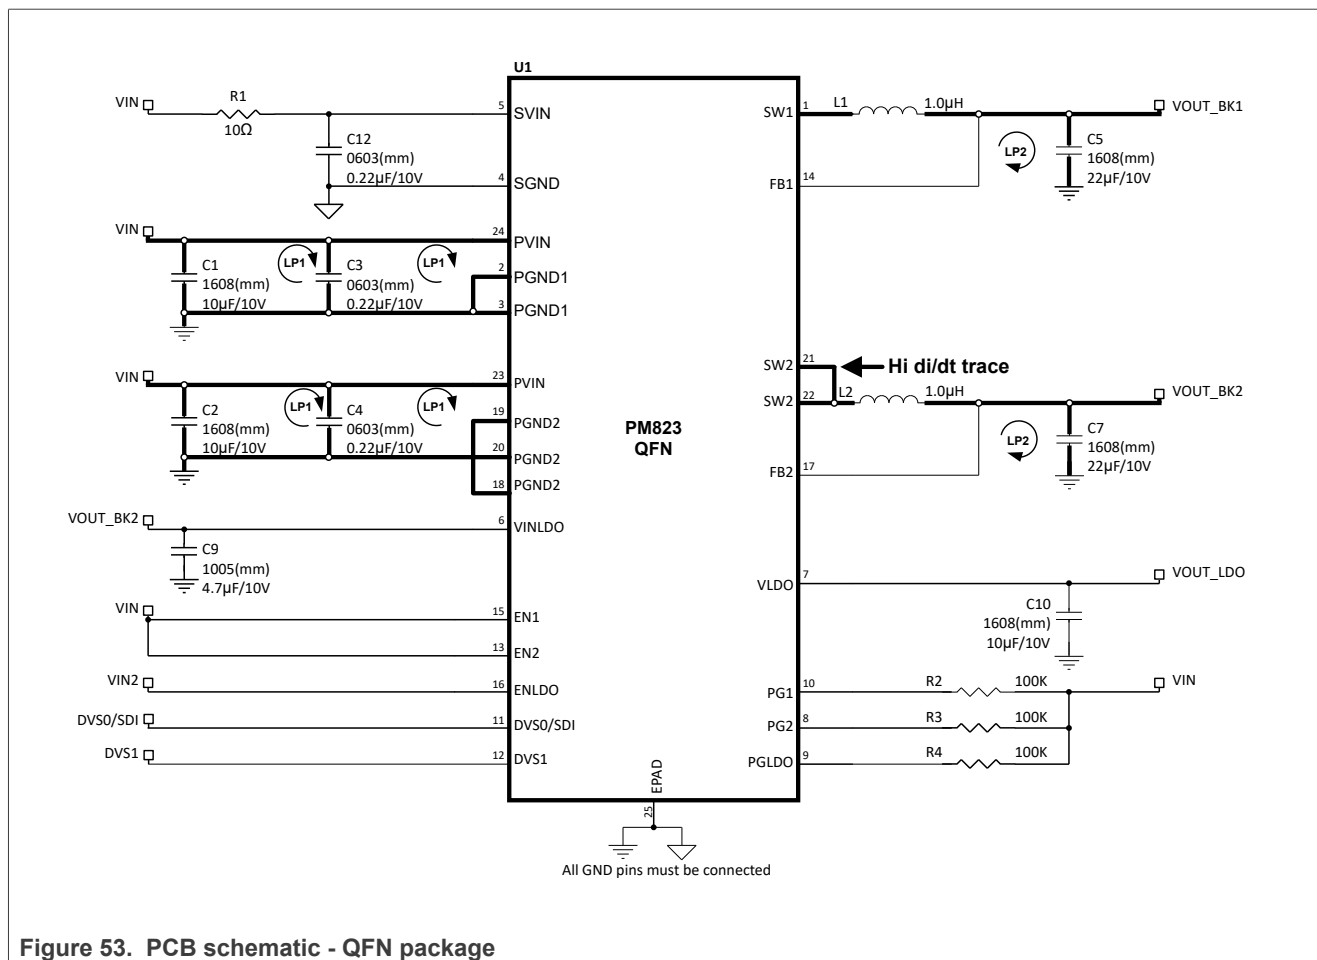 U1
VIN
R1
10Ω
5
SVIN
C12
0603(mm)
0.22µF/10V
4
SGND
VIN
24
PVIN
C1
1608(mm)
10µF/10V
LP1
C3
0603(mm)
0.22µF/10V
LP1
2
PGND1
3
PGND1
VIN
23
PVIN
C2
1608(mm)
10µF/10V
LP1
C4
0603(mm)
0.22µF/10V
LP1
19
PGND2
20
PGND2
18
PGND2
VOUT_BK2
6
VINLDO
C9
1005(mm)
4.7µF/10V
VIN
15
EN1
13
EN2
VIN2
16
ENLDO
DVS0/SDI
11
DVS0/SDI
DVS1
12
DVS1
PM823
QFN
SW1
1
L1
1.0µH
VOUT_BK1
LP2
C5
1608(mm)
22µF/10V
FB1
14
SW2
21
Hi di/dt trace
SW2
22
L2
1.0µH
VOUT_BK2
LP2
C7
1608(mm)
22µF/10V
FB2
17
VLDO
7
VOUT_LDO
C10
1608(mm)
10µF/10V
PG1
10
R2
100K
VIN
PG2
8
R3
100K
PGLDO
9
R4
100K
EPAD
25
All GND pins must be connected
Figure 53. PCB schematic - QFN package